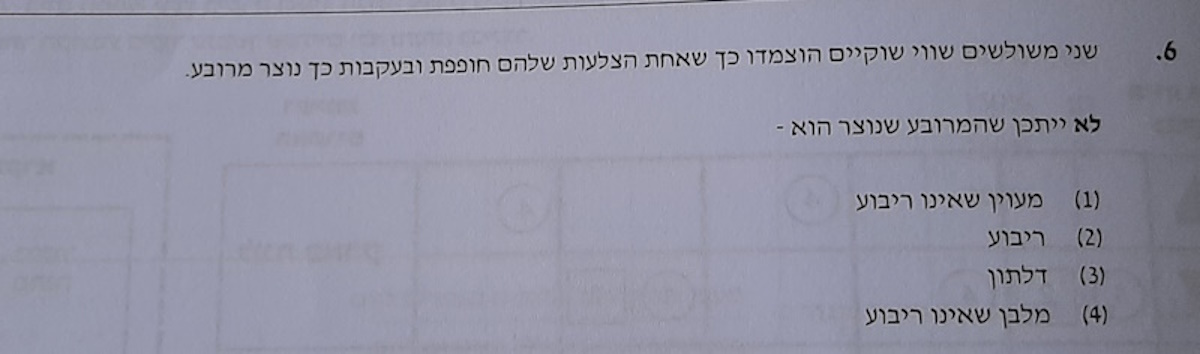 6. שני משולשים שווי שוקיים הוצמדו כך שאחת הצלעות שלהם חופפת ובעקבות כך נוצר מרובע.
לא ייתכן שהמרובע שנוצר הוא -
(1) מעוין שאינו ריבוע
(2) ריבוע
(3) דלתון
(4) מלבן שאינו ריבוע